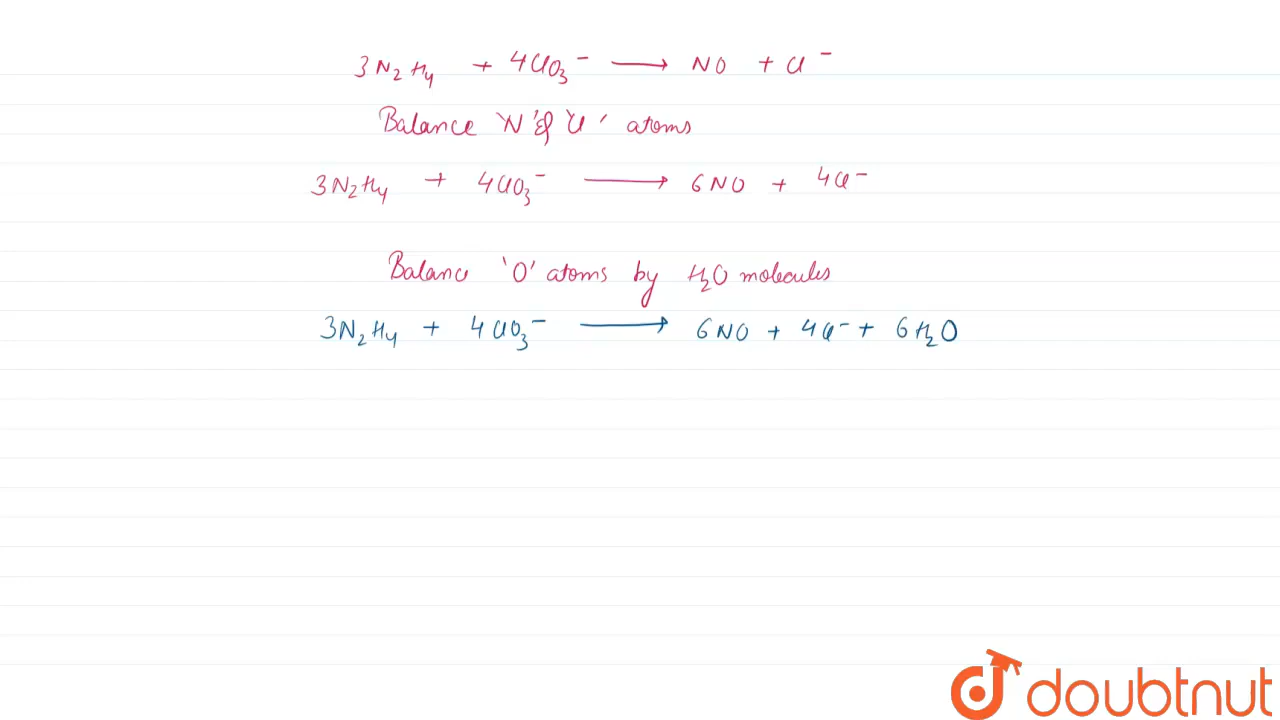 3N₂H₄ + 4ClO₃⁻ ⟶ NO + Cl⁻
Balance 'N' & 'Cl' atoms
3N₂H₄ + 4ClO₃⁻ ⟶ 6NO + 4Cl⁻
Balance 'O' atoms by H₂O molecules
3N₂H₄ + 4ClO₃⁻ ⟶ 6NO + 4Cl⁻ + 6H₂O
doubtnut